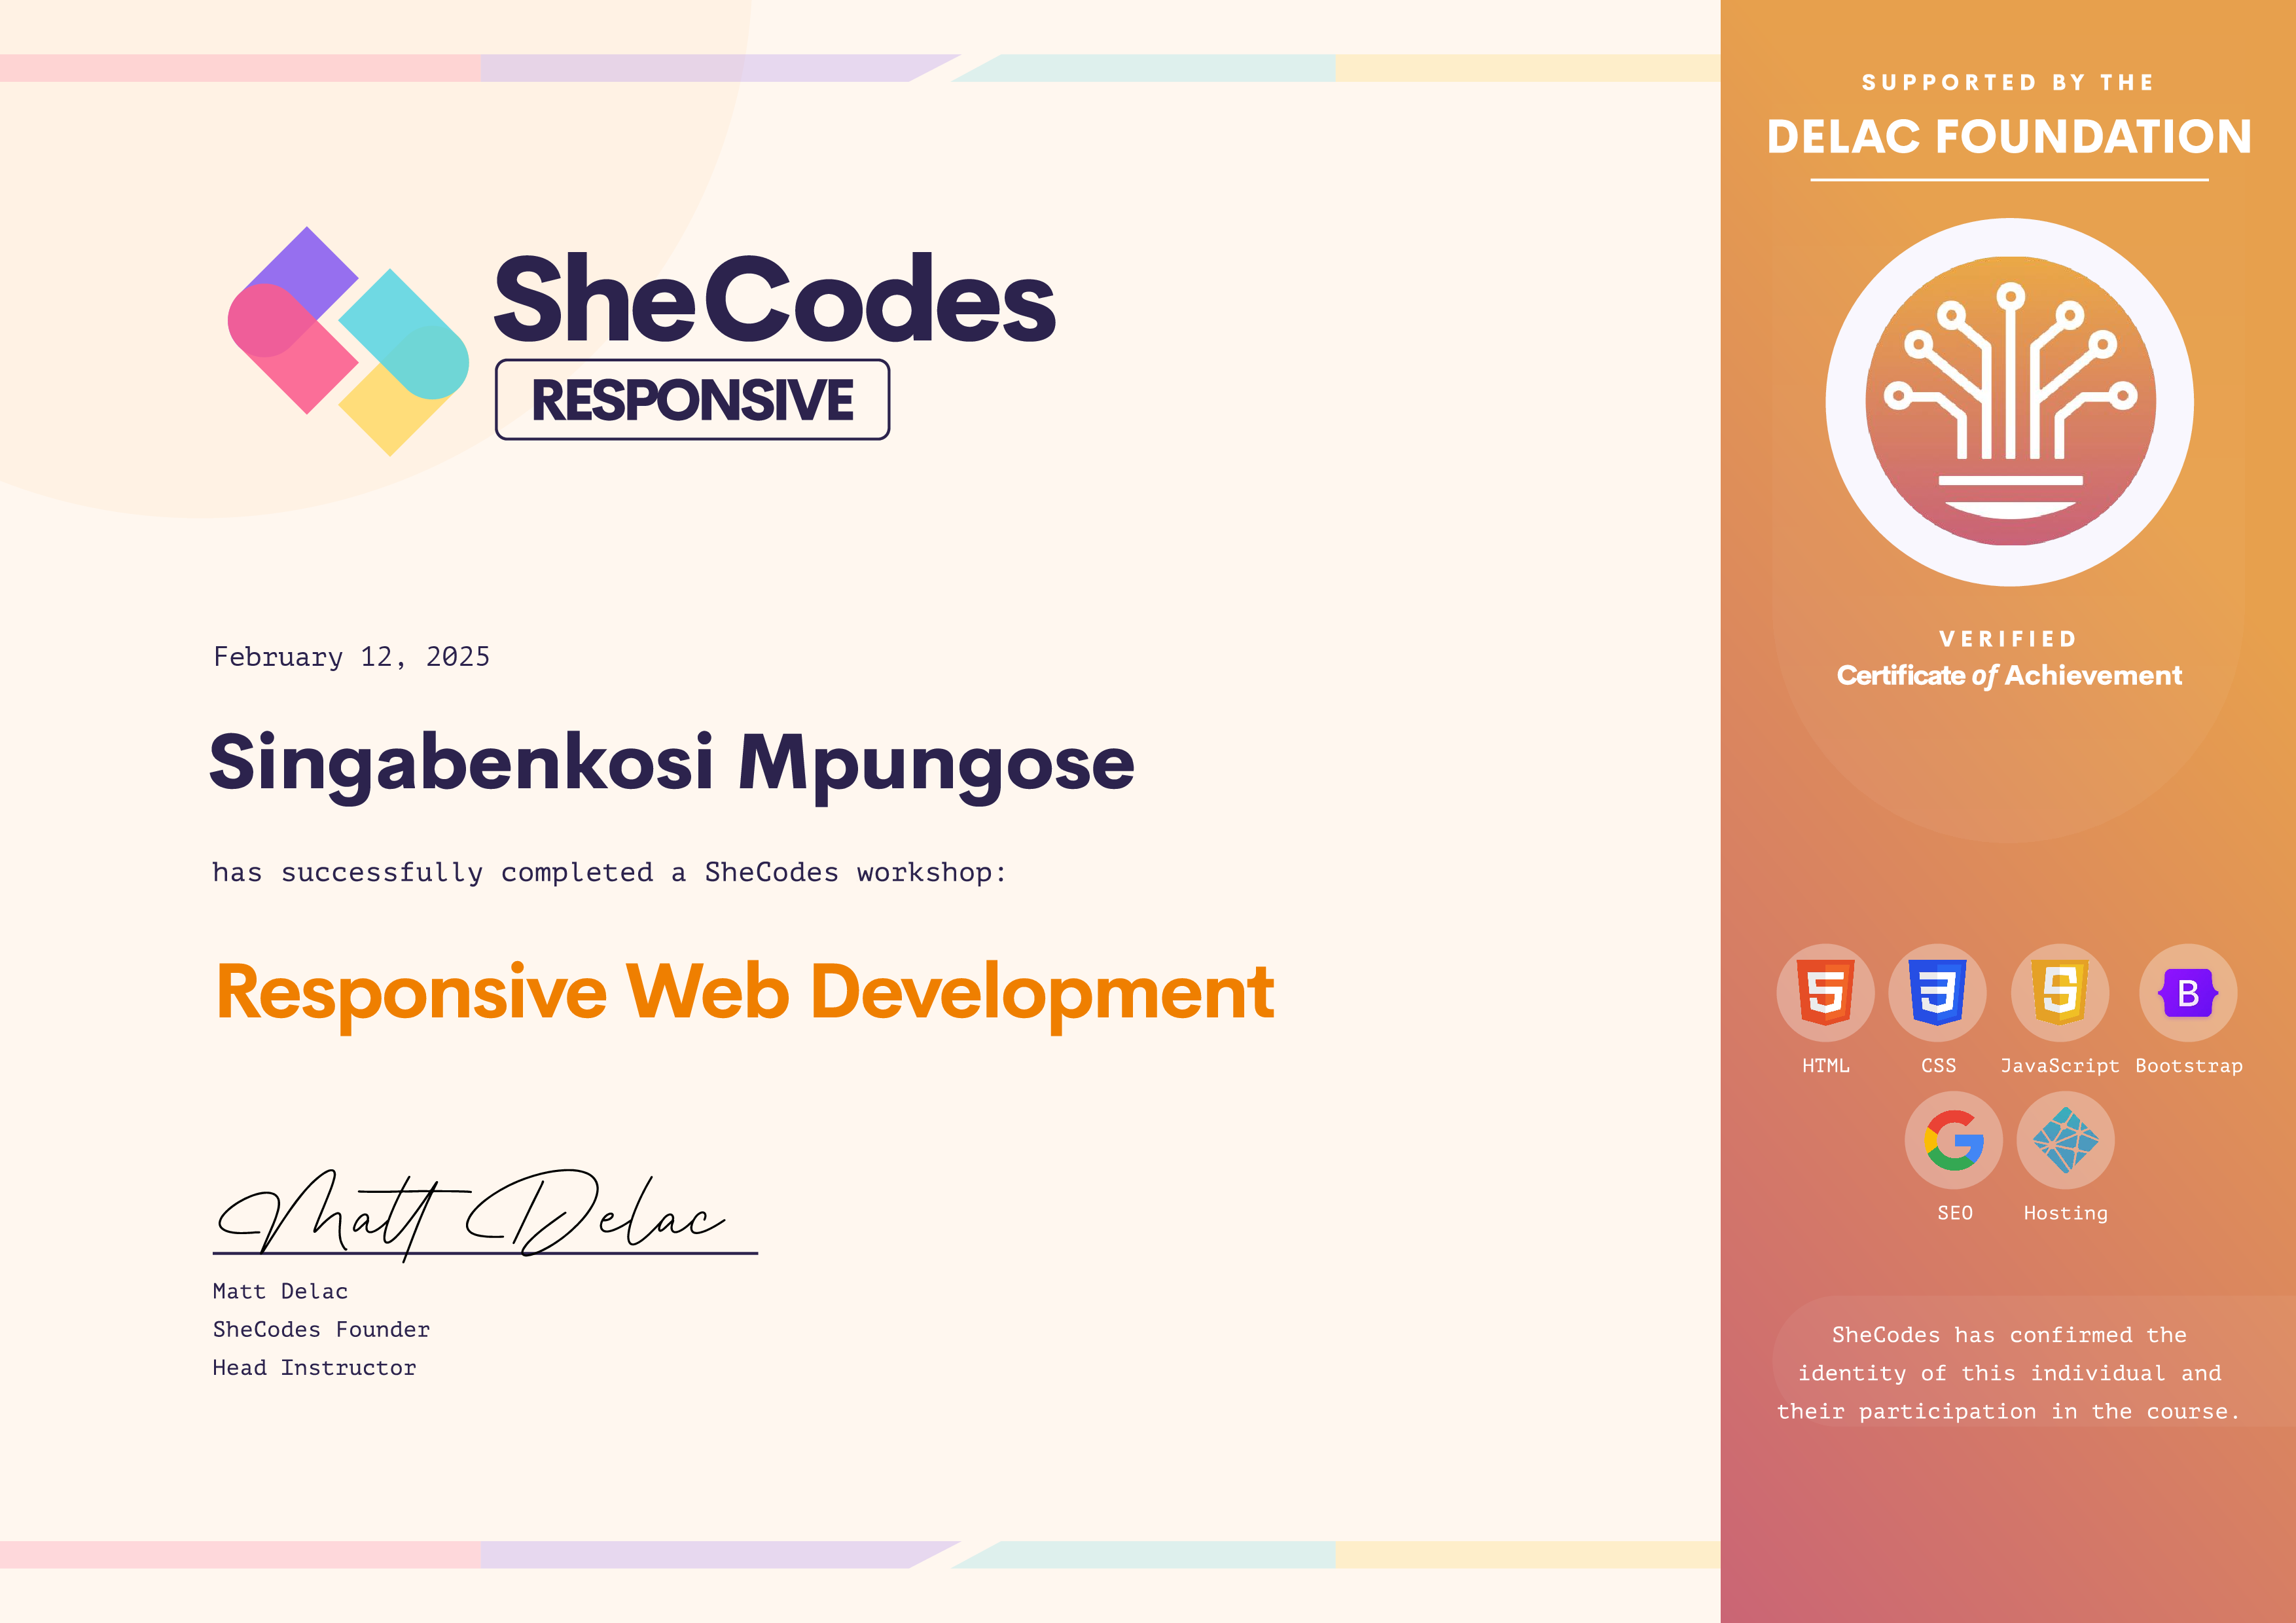 SheCodes
RESPONSIVE
February 12, 2025
Singabenkosi Mpungose
has successfully completed a SheCodes workshop:
Responsive Web Development
Matt Delac
Matt Delac
SheCodes Founder
Head Instructor
SUPPORTED BY THE
DELAC FOUNDATION
VERIFIED
Certificate of Achievement
HTML CSS JavaScript Bootstrap
SEO Hosting
SheCodes has confirmed the
identity of this individual and
their participation in the course.